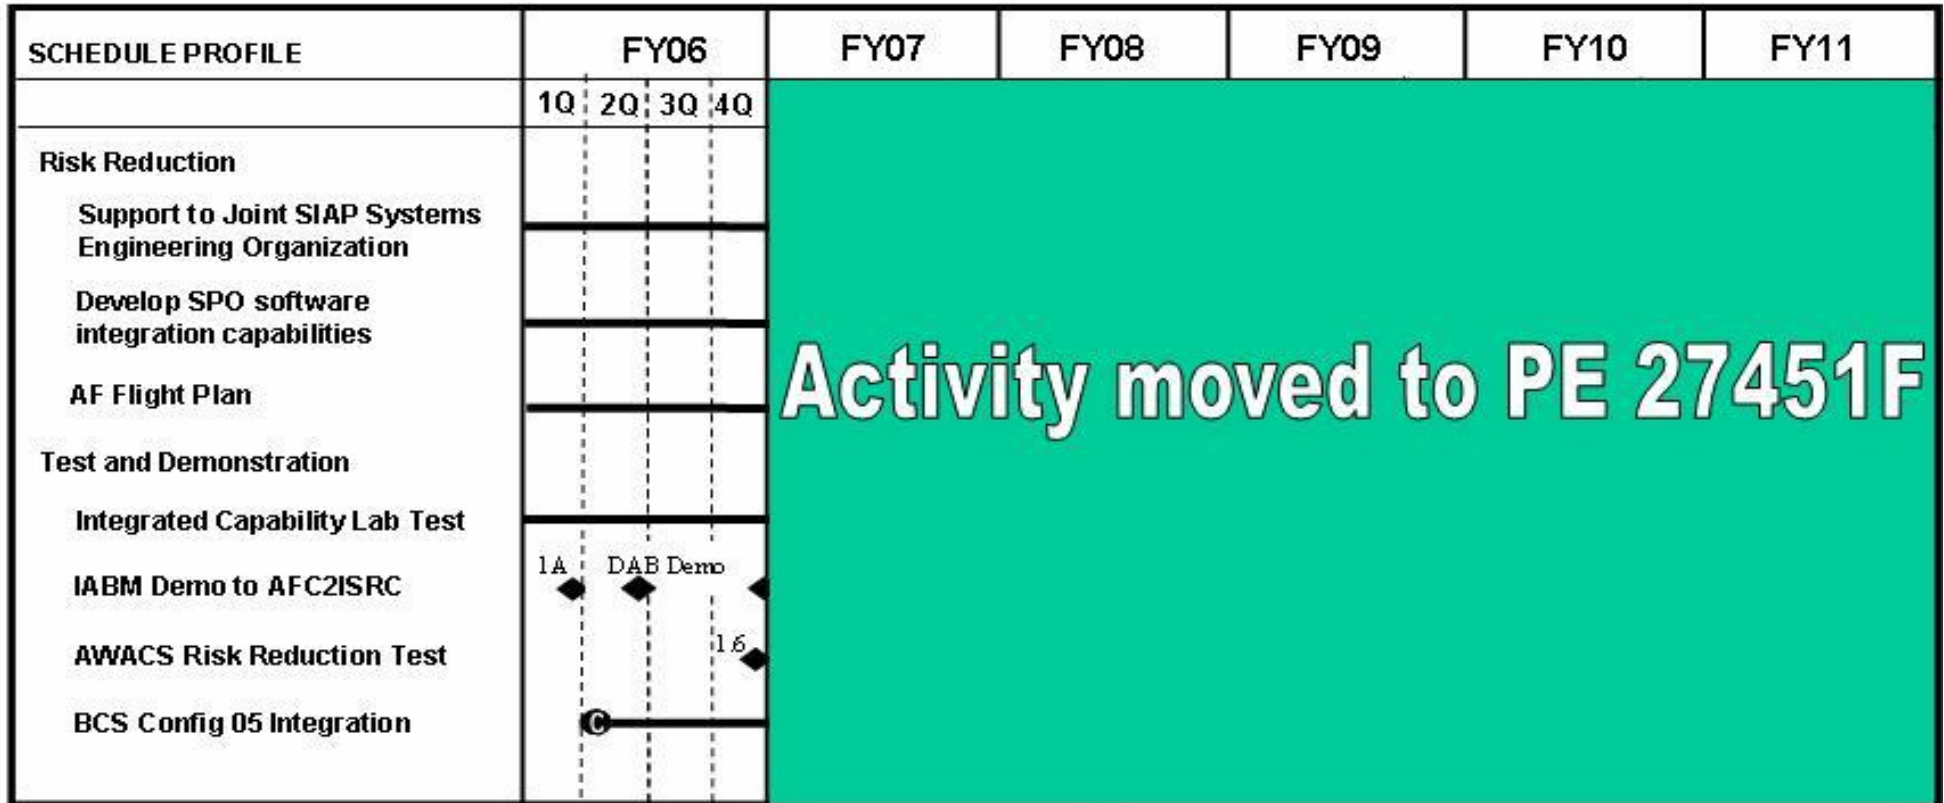 SCHEDULE PROFILE FY06 FY07 FY08 FY09 FY10 FY11
1Q 2Q 3Q 4Q
Risk Reduction
Support to Joint SIAP Systems
Engineering Organization
Develop SPO software
integration capabilities
Activity moved to PE 27451F
AF Flight Plan
Test and Demonstration
Integrated Capability Lab Test
1A DAB Demo
IABM Demo to AFC2ISRC
1.6
AWACS Risk Reduction Test
BCS Config 05 Integration C